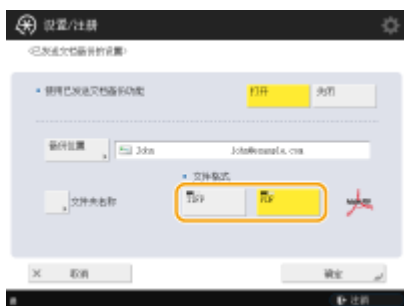 设置/注册
<已发送文档备份的设置>
使用已发送文档备份功能
打开
关闭
备份位置
John
John@example.com
文件格式
文件夹名称
TIFF
PDF
取消
确定
注销